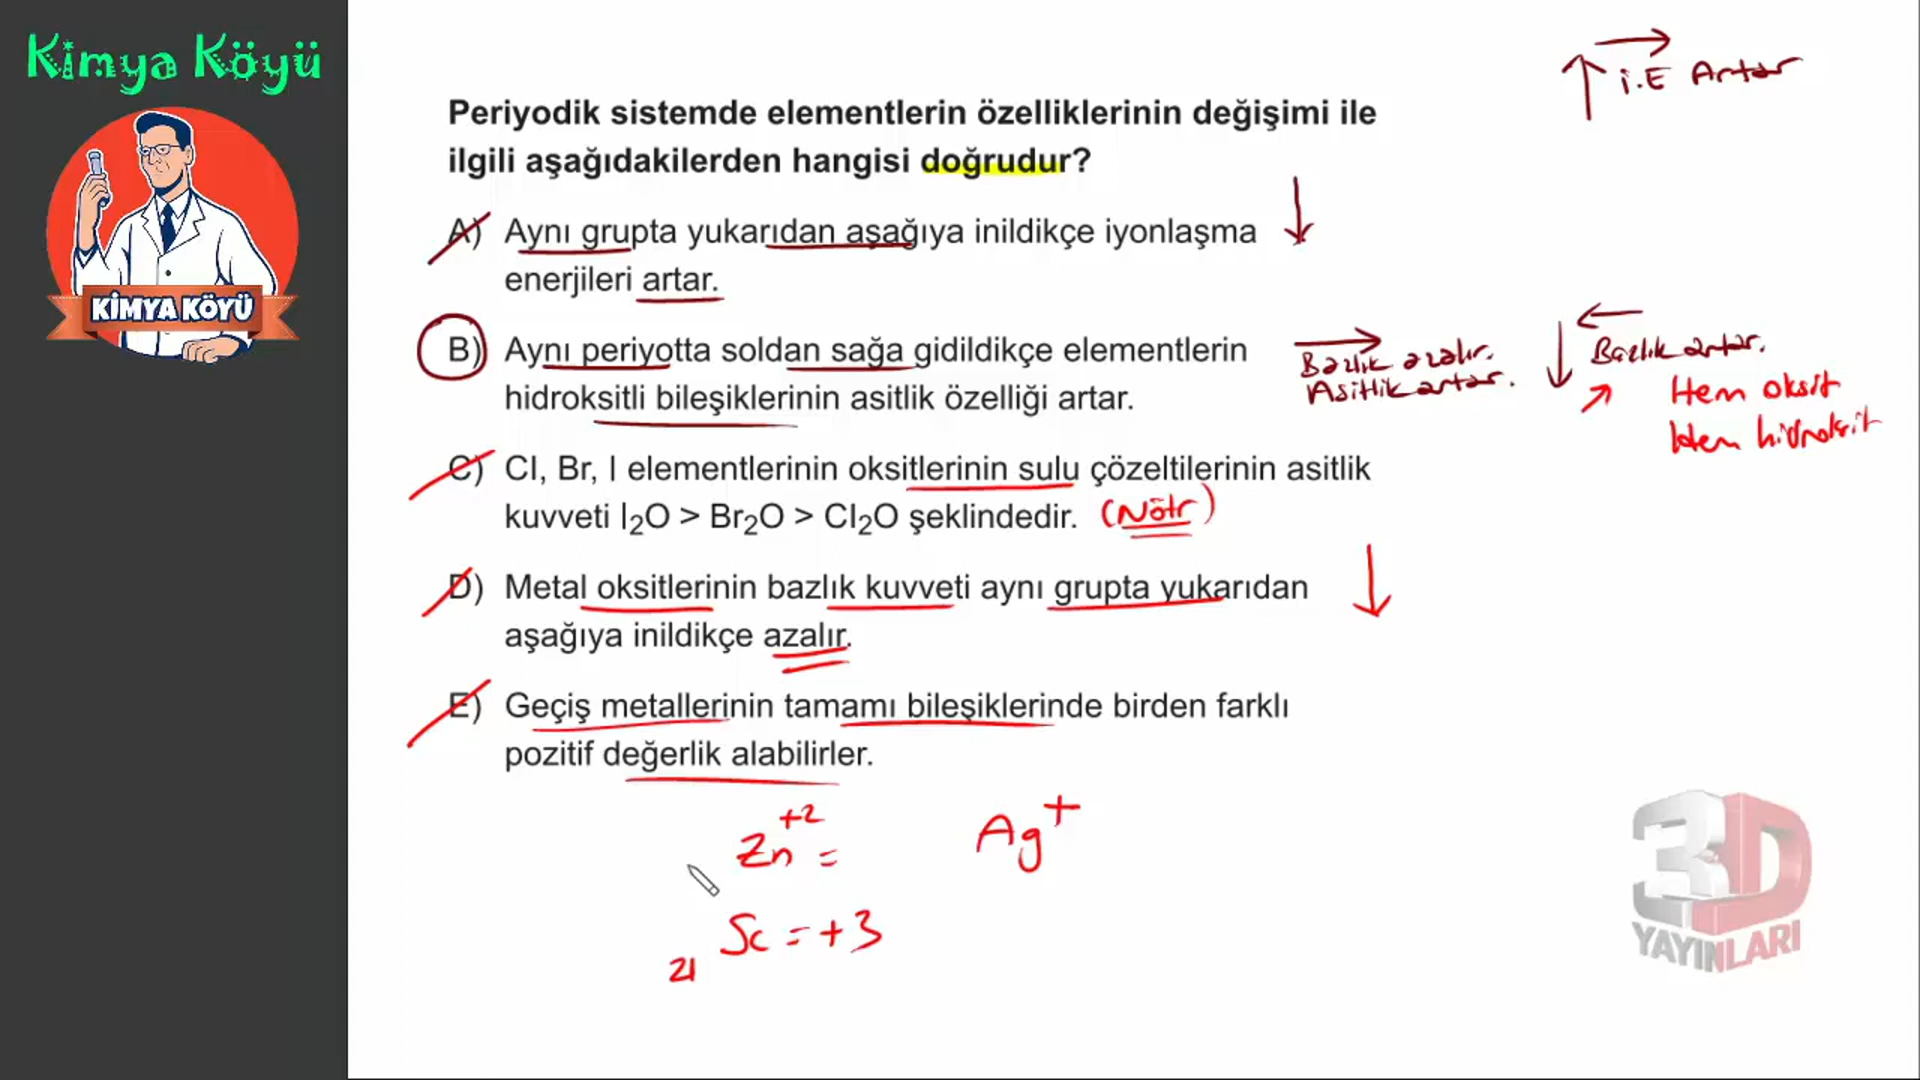 Kimya Köyü
KİMYA KÖYÜ
i.E Artar
Periyodik sistemde elementlerin özelliklerinin değişimi ile
ilgili aşağıdakilerden hangisi doğrudur?
A) Aynı grupta yukarıdan aşağıya inildikçe iyonlaşma
enerjileri artar.
B) Aynı periyotta soldan sağa gidildikçe elementlerin
hidroksitli bileşiklerinin asitlik özelliği artar.
Bazlık azalır.
Asitlik artar.
Bazlık artar.
Hem oksit
Hem hidroksit
C) Cl, Br, I elementlerinin oksitlerinin sulu çözeltilerinin asitlik
kuvveti I₂O > Br₂O > Cl₂O şeklindedir. (Nötr)
D) Metal oksitlerinin bazlık kuvveti aynı grupta yukarıdan
aşağıya inildikçe azalır.
E) Geçiş metallerinin tamamı bileşiklerinde birden farklı
pozitif değerlik alabilirler.
Zn⁺² = Ag⁺
₂₁Sc = +3
3D
YAYINLARI